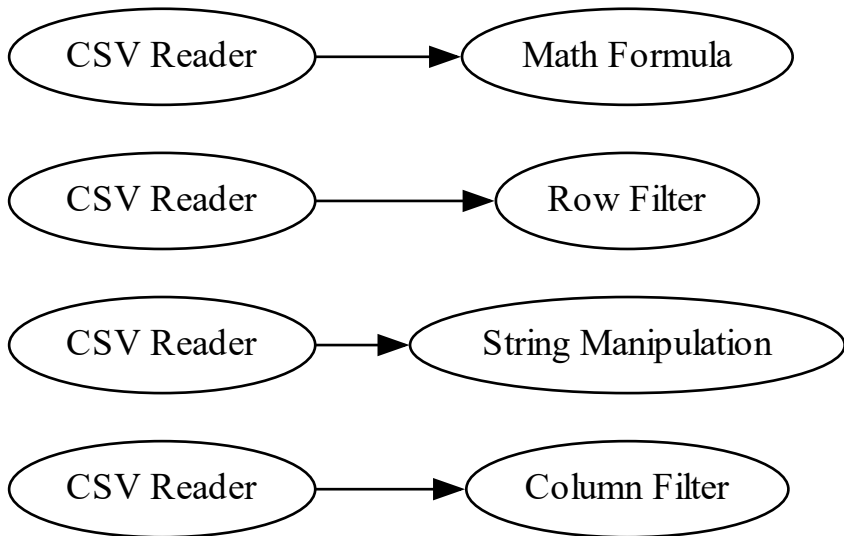 CSV Reader
Math Formula
CSV Reader
Row Filter
CSV Reader
String Manipulation
CSV Reader
Column Filter